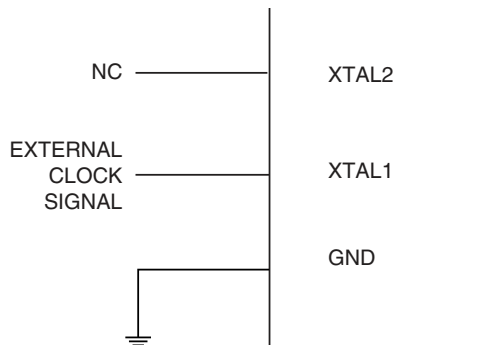 NC
XTAL2
EXTERNAL
CLOCK
SIGNAL
XTAL1
GND